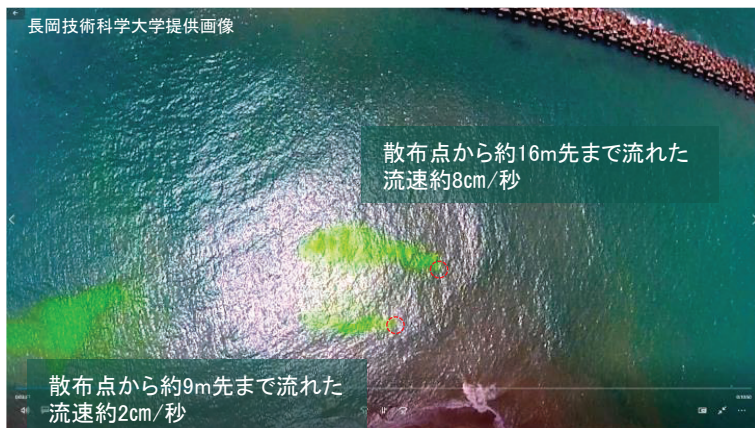 長岡技術科学大学提供画像
散布点から約16m先まで流れた
流速約8cm/秒
散布点から約9m先まで流れた
流速約2cm/秒